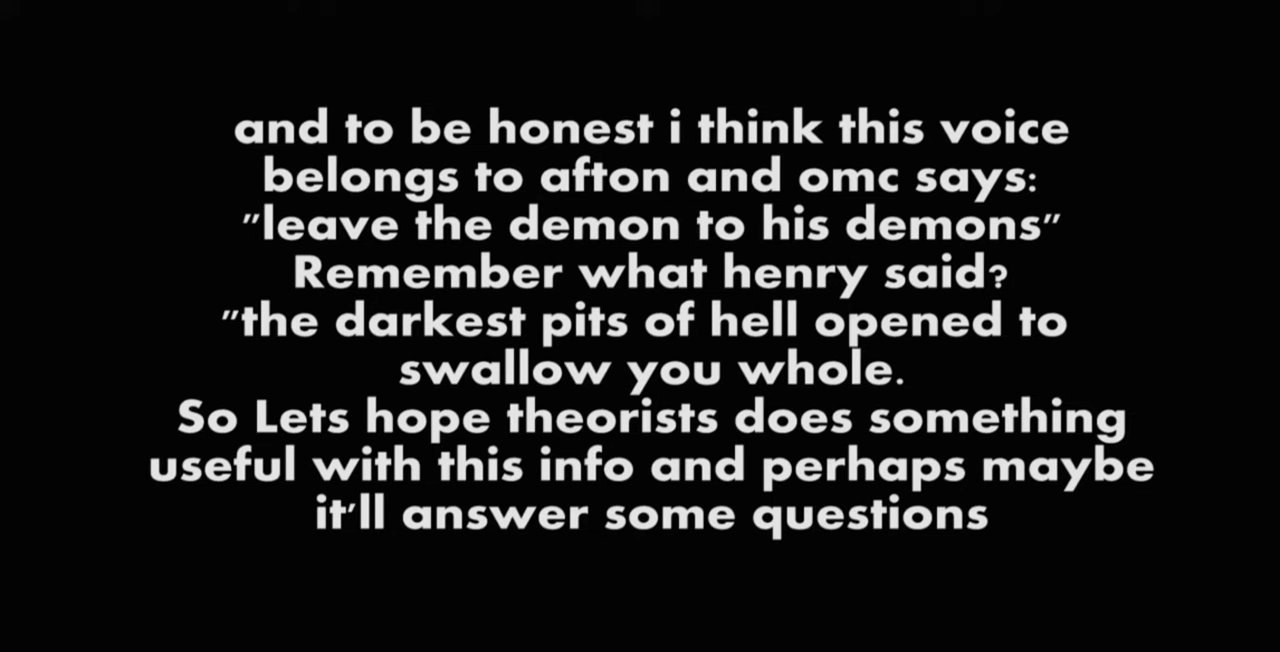 and to be honest i think this voice
belongs to afton and omc says:
"leave the demon to his demons"
Remember what henry said?
"the darkest pits of hell opened to
swallow you whole.
So Lets hope theorists does something
useful with this info and perhaps maybe
it'll answer some questions